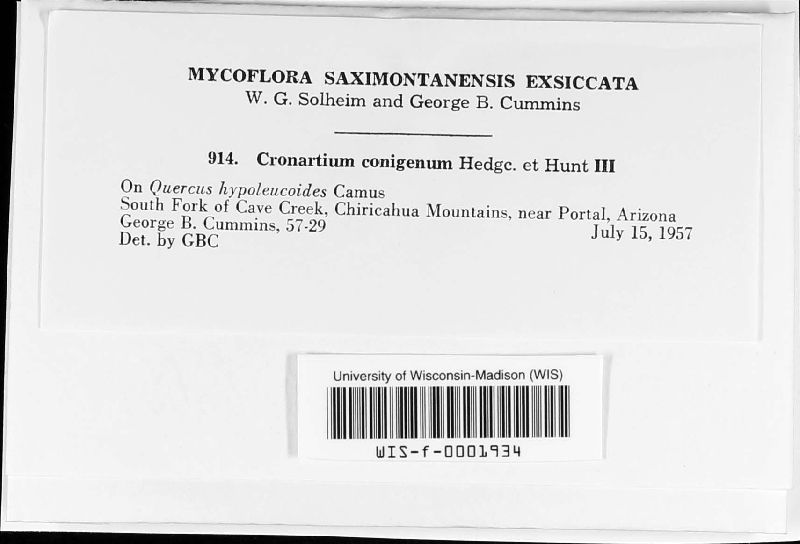 MYCOFLORA SAXIMONTANENSIS EXSICCATA
W. G. Solheim and George B. Cummins
914. Cronartium conigenum Hedgc. et Hunt III
On Quercus hypoleucoides Camus
South Fork of Cave Creek, Chiricahua Mountains, near Portal, Arizona
George B. Cummins, 57-29 July 15, 1957
Det. by GBC
University of Wisconsin-Madison (WIS)
WIS-f-0001934